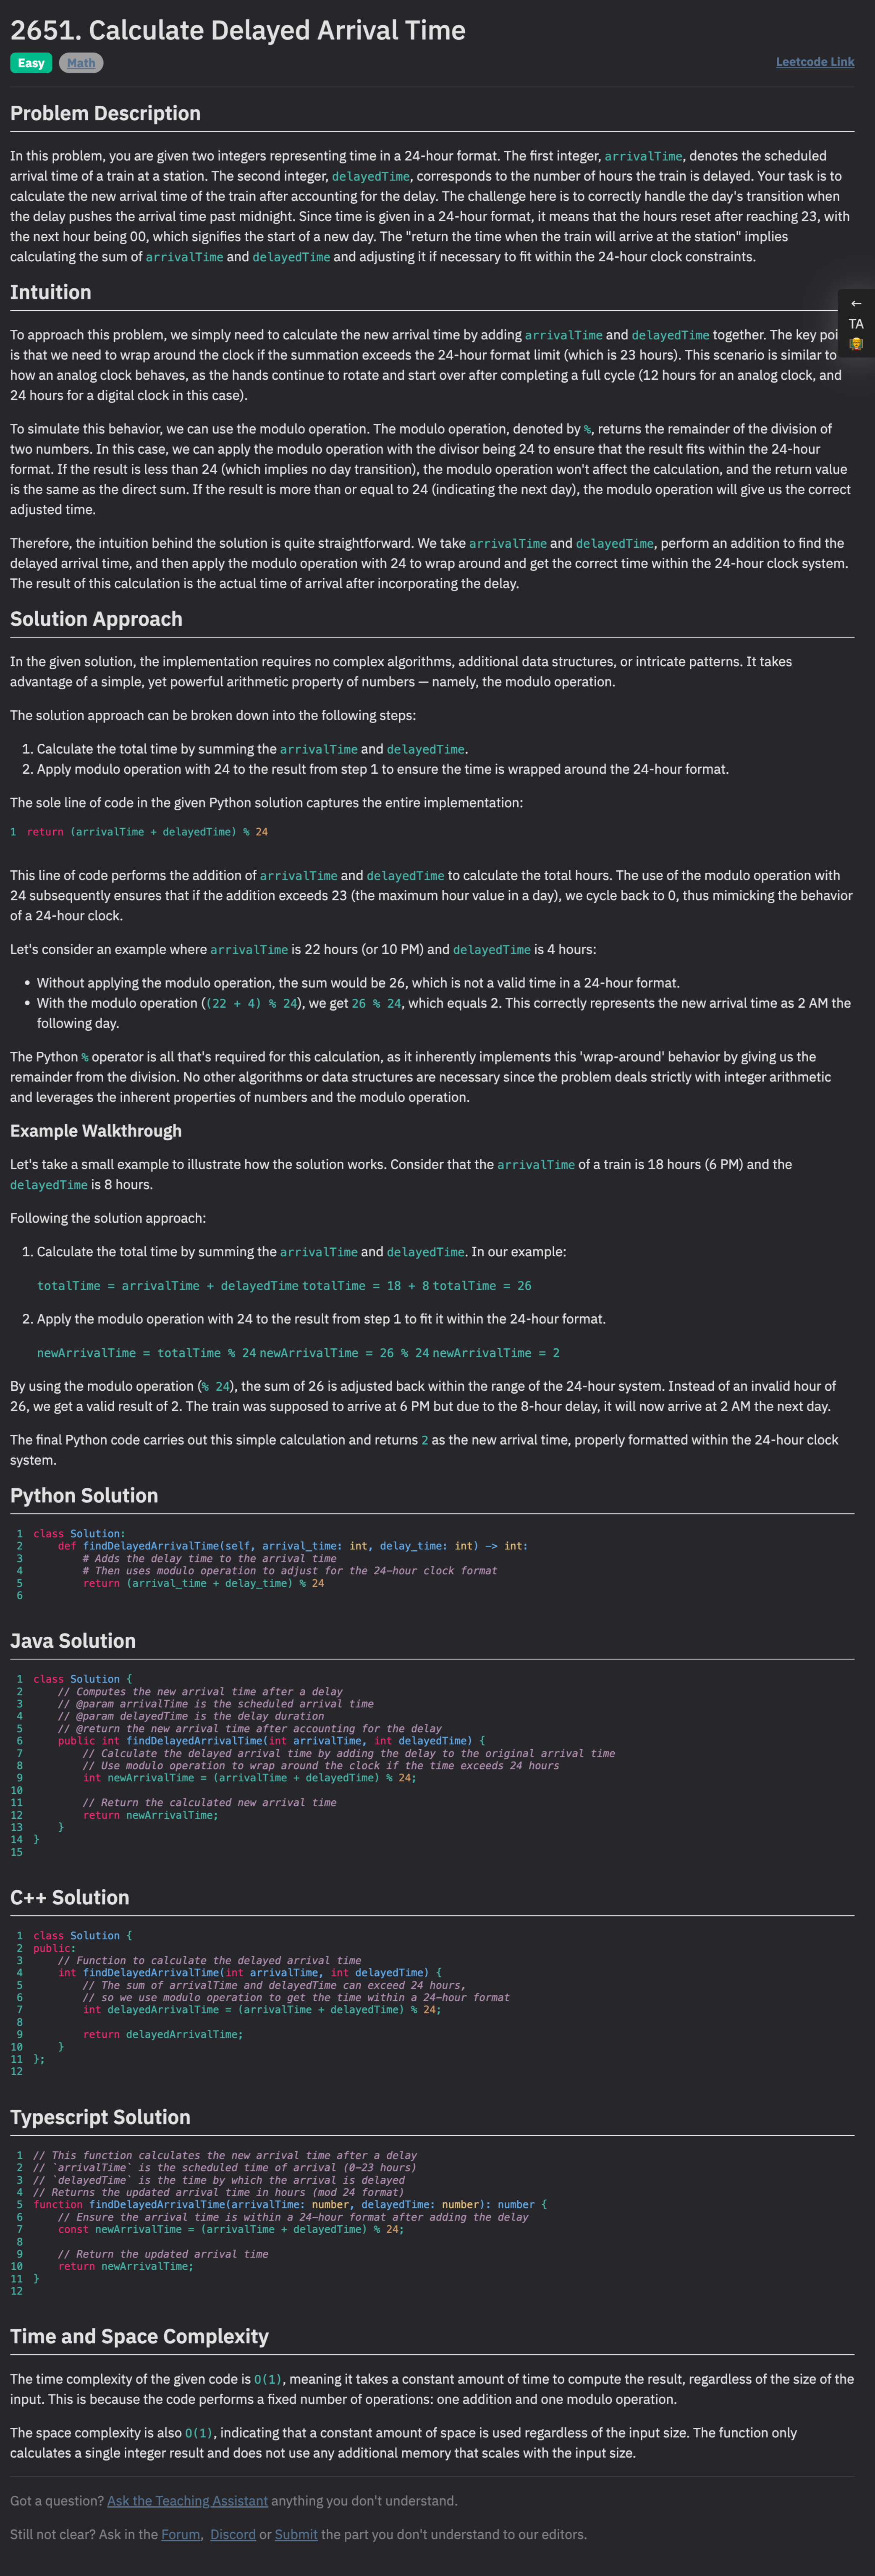 2651. Calculate Delayed Arrival Time
Easy Math Leetcode Link
Problem Description
In this problem, you are given two integers representing time in a 24-hour format. The first integer, arrivalTime, denotes the scheduled
arrival time of a train at a station. The second integer, delayedTime, corresponds to the number of hours the train is delayed. Your task is to
calculate the new arrival time of the train after accounting for the delay. The challenge here is to correctly handle the day's transition when
the delay pushes the arrival time past midnight. Since time is given in a 24-hour format, it means that the hours reset after reaching 23, with
the next hour being 00, which signifies the start of a new day. The "return the time when the train will arrive at the station" implies
calculating the sum of arrivalTime and delayedTime and adjusting it if necessary to fit within the 24-hour clock constraints.
Intuition
←
TA
To approach this problem, we simply need to calculate the new arrival time by adding arrivalTime and delayedTime together. The key poi
is that we need to wrap around the clock if the summation exceeds the 24-hour format limit (which is 23 hours). This scenario is similar to
how an analog clock behaves, as the hands continue to rotate and start over after completing a full cycle (12 hours for an analog clock, and
24 hours for a digital clock in this case).
To simulate this behavior, we can use the modulo operation. The modulo operation, denoted by %, returns the remainder of the division of
two numbers. In this case, we can apply the modulo operation with the divisor being 24 to ensure that the result fits within the 24-hour
format. If the result is less than 24 (which implies no day transition), the modulo operation won't affect the calculation, and the return value
is the same as the direct sum. If the result is more than or equal to 24 (indicating the next day), the modulo operation will give us the correct
adjusted time.
Therefore, the intuition behind the solution is quite straightforward. We take arrivalTime and delayedTime, perform an addition to find the
delayed arrival time, and then apply the modulo operation with 24 to wrap around and get the correct time within the 24-hour clock system.
The result of this calculation is the actual time of arrival after incorporating the delay.
Solution Approach
In the given solution, the implementation requires no complex algorithms, additional data structures, or intricate patterns. It takes
advantage of a simple, yet powerful arithmetic property of numbers — namely, the modulo operation.
The solution approach can be broken down into the following steps:
1. Calculate the total time by summing the arrivalTime and delayedTime.
2. Apply modulo operation with 24 to the result from step 1 to ensure the time is wrapped around the 24-hour format.
The sole line of code in the given Python solution captures the entire implementation:
1 return (arrivalTime + delayedTime) % 24
This line of code performs the addition of arrivalTime and delayedTime to calculate the total hours. The use of the modulo operation with
24 subsequently ensures that if the addition exceeds 23 (the maximum hour value in a day), we cycle back to 0, thus mimicking the behavior
of a 24-hour clock.
Let's consider an example where arrivalTime is 22 hours (or 10 PM) and delayedTime is 4 hours:
• Without applying the modulo operation, the sum would be 26, which is not a valid time in a 24-hour format.
• With the modulo operation ((22 + 4) % 24), we get 26 % 24, which equals 2. This correctly represents the new arrival time as 2 AM the
following day.
The Python % operator is all that's required for this calculation, as it inherently implements this 'wrap-around' behavior by giving us the
remainder from the division. No other algorithms or data structures are necessary since the problem deals strictly with integer arithmetic
and leverages the inherent properties of numbers and the modulo operation.
Example Walkthrough
Let's take a small example to illustrate how the solution works. Consider that the arrivalTime of a train is 18 hours (6 PM) and the
delayedTime is 8 hours.
Following the solution approach:
1. Calculate the total time by summing the arrivalTime and delayedTime. In our example:
totalTime = arrivalTime + delayedTime totalTime = 18 + 8 totalTime = 26
2. Apply the modulo operation with 24 to the result from step 1 to fit it within the 24-hour format.
newArrivalTime = totalTime % 24 newArrivalTime = 26 % 24 newArrivalTime = 2
By using the modulo operation (% 24), the sum of 26 is adjusted back within the range of the 24-hour system. Instead of an invalid hour of
26, we get a valid result of 2. The train was supposed to arrive at 6 PM but due to the 8-hour delay, it will now arrive at 2 AM the next day.
The final Python code carries out this simple calculation and returns 2 as the new arrival time, properly formatted within the 24-hour clock
system.
Python Solution
1 class Solution:
2 def findDelayedArrivalTime(self, arrival_time: int, delay_time: int) -> int:
3 # Adds the delay time to the arrival time
4 # Then uses modulo operation to adjust for the 24-hour clock format
5 return (arrival_time + delay_time) % 24
6
Java Solution
1 class Solution {
2 // Computes the new arrival time after a delay
3 // @param arrivalTime is the scheduled arrival time
4 // @param delayedTime is the delay duration
5 // @return the new arrival time after accounting for the delay
6 public int findDelayedArrivalTime(int arrivalTime, int delayedTime) {
7 // Calculate the delayed arrival time by adding the delay to the original arrival time
8 // Use modulo operation to wrap around the clock if the time exceeds 24 hours
9 int newArrivalTime = (arrivalTime + delayedTime) % 24;
10
11 // Return the calculated new arrival time
12 return newArrivalTime;
13 }
14 }
15
C++ Solution
1 class Solution {
2 public:
3 // Function to calculate the delayed arrival time
4 int findDelayedArrivalTime(int arrivalTime, int delayedTime) {
5 // The sum of arrivalTime and delayedTime can exceed 24 hours,
6 // so we use modulo operation to get the time within a 24-hour format
7 int delayedArrivalTime = (arrivalTime + delayedTime) % 24;
8
9 return delayedArrivalTime;
10 }
11 };
12
Typescript Solution
1 // This function calculates the new arrival time after a delay
2 // `arrivalTime` is the scheduled time of arrival (0-23 hours)
3 // `delayedTime` is the time by which the arrival is delayed
4 // Returns the updated arrival time in hours (mod 24 format)
5 function findDelayedArrivalTime(arrivalTime: number, delayedTime: number): number {
6 // Ensure the arrival time is within a 24-hour format after adding the delay
7 const newArrivalTime = (arrivalTime + delayedTime) % 24;
8
9 // Return the updated arrival time
10 return newArrivalTime;
11 }
12
Time and Space Complexity
The time complexity of the given code is O(1), meaning it takes a constant amount of time to compute the result, regardless of the size of the
input. This is because the code performs a fixed number of operations: one addition and one modulo operation.
The space complexity is also O(1), indicating that a constant amount of space is used regardless of the input size. The function only
calculates a single integer result and does not use any additional memory that scales with the input size.
Got a question? Ask the Teaching Assistant anything you don't understand.
Still not clear? Ask in the Forum, Discord or Submit the part you don't understand to our editors.